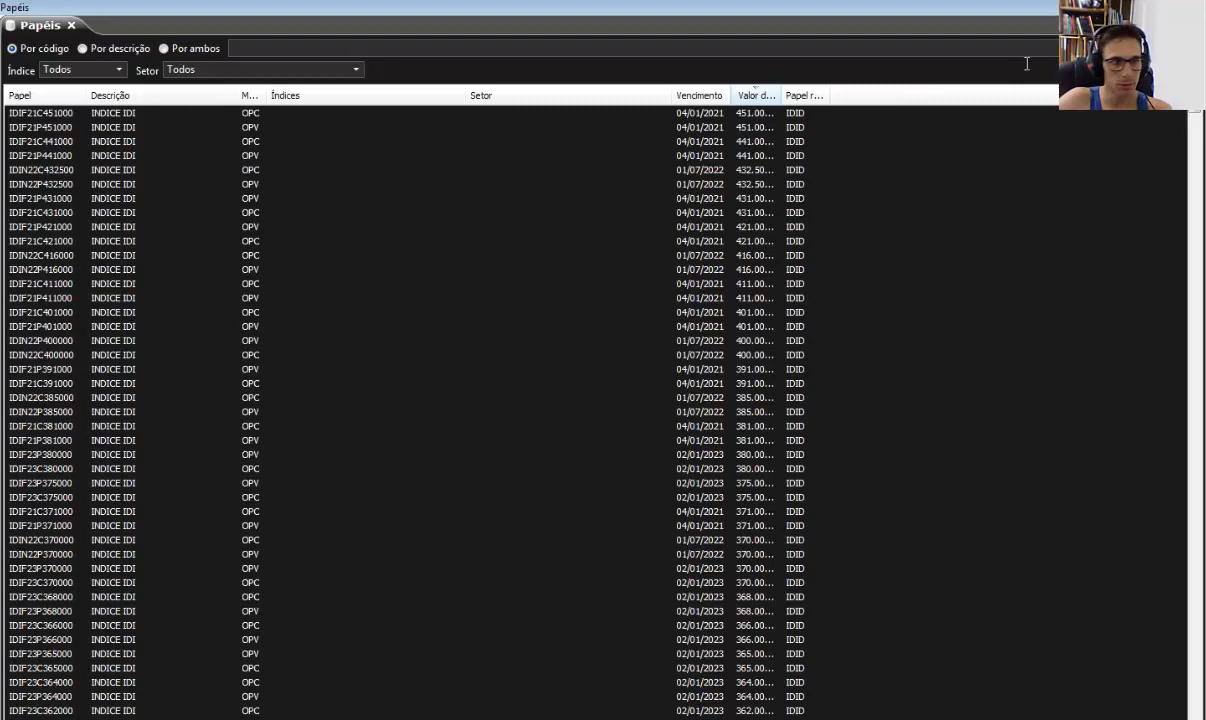 Papéis
Papéis
Por código Por descrição Por ambos
Índice Todos Setor Todos
Papel Descrição M... Índices Setor Vencimento Valor d... Papel r...
IDIF21C451000 INDICE IDI OPC 04/01/2021 451.00... IDID
IDIF21P451000 INDICE IDI OPV 04/01/2021 451.00... IDID
IDIF21C441000 INDICE IDI OPC 04/01/2021 441.00... IDID
IDIF21P441000 INDICE IDI OPV 04/01/2021 441.00... IDID
IDIN22C432500 INDICE IDI OPC 01/07/2022 432.50... IDID
IDIN22P432500 INDICE IDI OPV 01/07/2022 432.50... IDID
IDIF21P431000 INDICE IDI OPV 04/01/2021 431.00... IDID
IDIF21C431000 INDICE IDI OPC 04/01/2021 431.00... IDID
IDIF21P421000 INDICE IDI OPV 04/01/2021 421.00... IDID
IDIF21C421000 INDICE IDI OPC 04/01/2021 421.00... IDID
IDIN22C416000 INDICE IDI OPC 01/07/2022 416.00... IDID
IDIN22P416000 INDICE IDI OPV 01/07/2022 416.00... IDID
IDIF21C411000 INDICE IDI OPC 04/01/2021 411.00... IDID
IDIF21P411000 INDICE IDI OPV 04/01/2021 411.00... IDID
IDIF21C401000 INDICE IDI OPC 04/01/2021 401.00... IDID
IDIF21P401000 INDICE IDI OPV 04/01/2021 401.00... IDID
IDIN22P400000 INDICE IDI OPV 01/07/2022 400.00... IDID
IDIN22C400000 INDICE IDI OPC 01/07/2022 400.00... IDID
IDIF21P391000 INDICE IDI OPV 04/01/2021 391.00... IDID
IDIF21C391000 INDICE IDI OPC 04/01/2021 391.00... IDID
IDIN22C385000 INDICE IDI OPC 01/07/2022 385.00... IDID
IDIN22P385000 INDICE IDI OPV 01/07/2022 385.00... IDID
IDIF21C381000 INDICE IDI OPC 04/01/2021 381.00... IDID
IDIF21P381000 INDICE IDI OPV 04/01/2021 381.00... IDID
IDIF23P380000 INDICE IDI OPV 02/01/2023 380.00... IDID
IDIF23C380000 INDICE IDI OPC 02/01/2023 380.00... IDID
IDIF23P375000 INDICE IDI OPV 02/01/2023 375.00... IDID
IDIF23C375000 INDICE IDI OPC 02/01/2023 375.00... IDID
IDIF21C371000 INDICE IDI OPC 04/01/2021 371.00... IDID
IDIF21P371000 INDICE IDI OPV 04/01/2021 371.00... IDID
IDIN22C370000 INDICE IDI OPC 01/07/2022 370.00... IDID
IDIN22P370000 INDICE IDI OPV 01/07/2022 370.00... IDID
IDIF23P370000 INDICE IDI OPV 02/01/2023 370.00... IDID
IDIF23C370000 INDICE IDI OPC 02/01/2023 370.00... IDID
IDIF23C368000 INDICE IDI OPC 02/01/2023 368.00... IDID
IDIF23P368000 INDICE IDI OPV 02/01/2023 368.00... IDID
IDIF23C366000 INDICE IDI OPC 02/01/2023 366.00... IDID
IDIF23P366000 INDICE IDI OPV 02/01/2023 366.00... IDID
IDIF23P365000 INDICE IDI OPV 02/01/2023 365.00... IDID
IDIF23C365000 INDICE IDI OPC 02/01/2023 365.00... IDID
IDIF23C364000 INDICE IDI OPC 02/01/2023 364.00... IDID
IDIF23P364000 INDICE IDI OPV 02/01/2023 364.00... IDID
IDIF23C362000 INDICE IDI OPC 02/01/2023 362.00... IDID